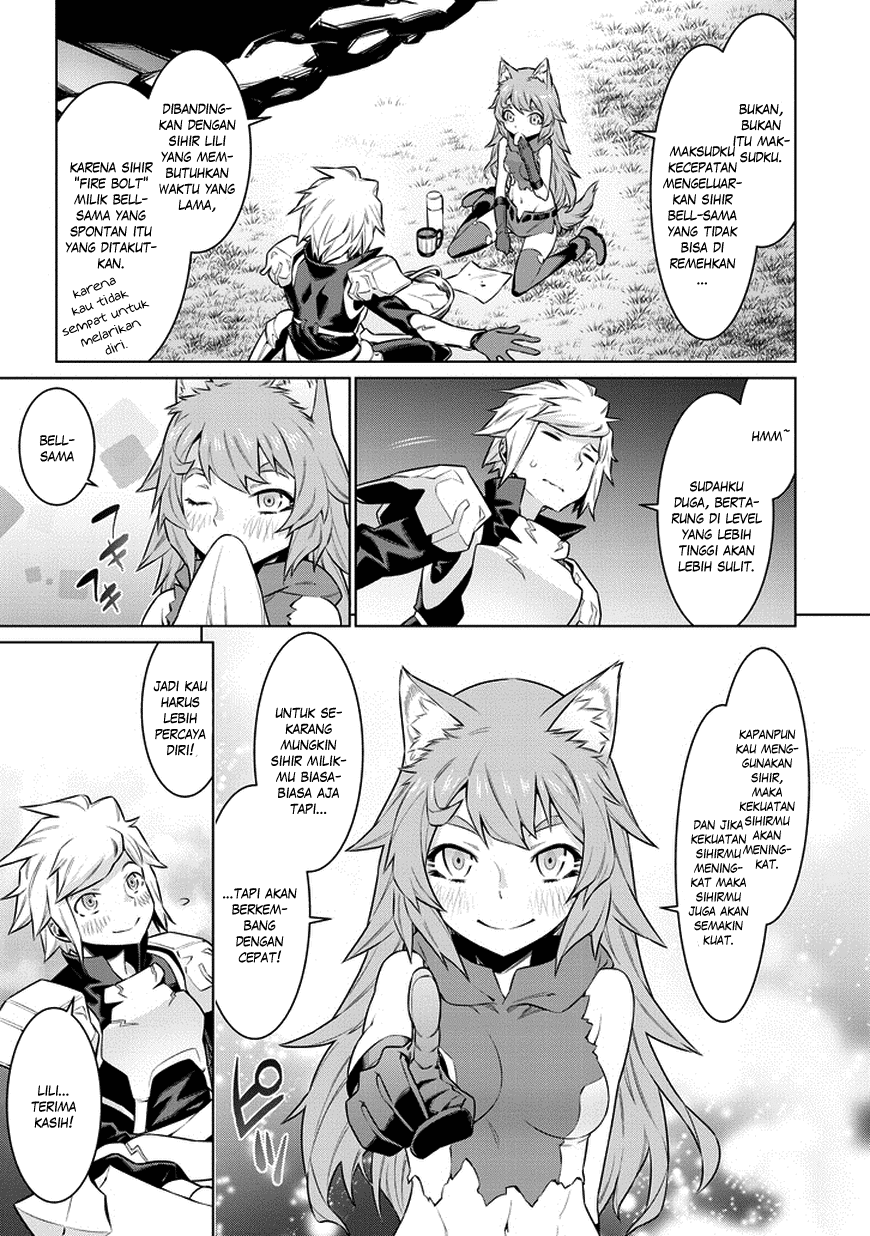 BUKAN, BUKAN
ITU MAK-
SUDKU.
MAKSUDKU
KECEPATAN
MENGELUAR-
KAN SIHIR
BELL-SAMA
YANG TIDAK
BISA DI
REMEHKAN
...
DIBANDING-
KAN DENGAN
SIHIR LILI
YANG MEM-
BUTUHKAN
WAKTU YANG
LAMA,
KARENA SIHIR
"FIRE BOLT"
MILIK BELL-
SAMA YANG
SPONTAN ITU
YANG DITAKUT-
KAN.
karena
kau tidak
sempat untuk
melarikan
diri.
HMM~
SUDAHKU
DUGA, BERTA-
RUNG DI LEVEL
YANG LEBIH
TINGGI AKAN
LEBIH SULIT.
BELL-
SAMA
ふきふき
KAPANPUN
KAU MENG-
GUNAKAN
SIHIR,
MAKA
KEKUATAN
SIHIRMU
AKAN
MENING-
KAT.
DAN JIKA
KEKUATAN
SIHIRMU
MENING-
KAT MAKA
SIHIRMU
JUGA AKAN
SEMAKIN
KUAT.
UNTUK SE-
KARANG
MUNGKIN
SIHIR MILIK-
MU BIASA-
BIASA AJA
TAPI...
...TAPI AKAN
BERKEM-
BANG
DENGAN
CEPAT!
JADI KAU
HARUS
LEBIH
PERCAYA
DIRI!
LILI...
TERIMA
KASIH!